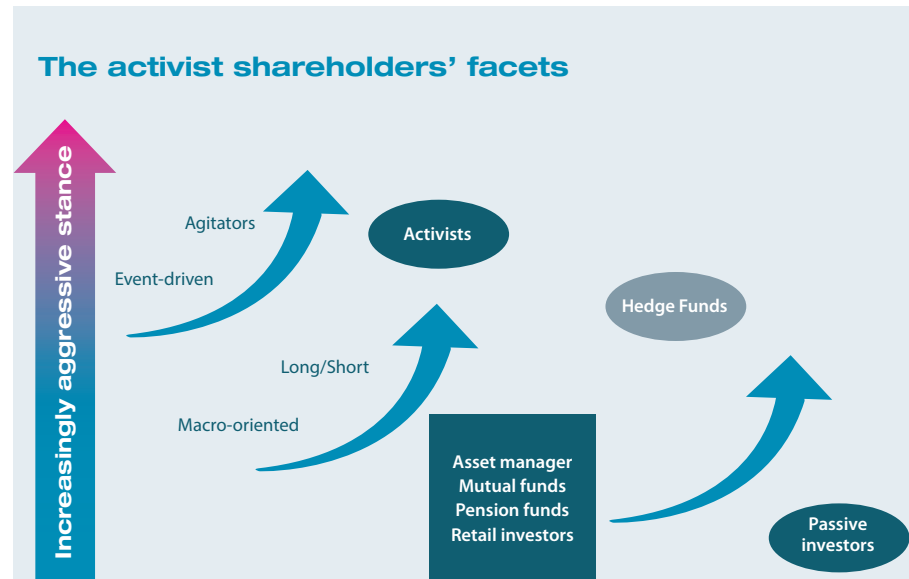 The activist shareholders’ facets
Increasingly aggressive stance
Agitators
Activists
Event-driven
Hedge Funds
Long/Short
Macro-oriented
Asset manager
Mutual funds
Pension funds
Retail investors
Passive
investors